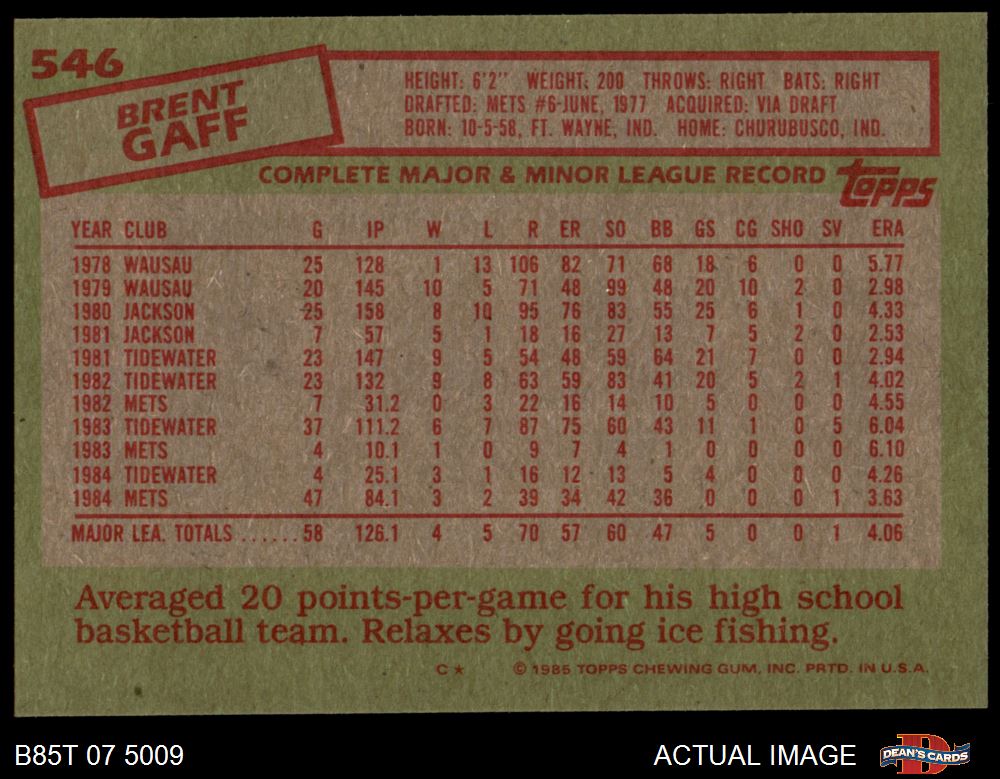 546
BRENT
GAFF
HEIGHT: 6'2" WEIGHT: 200 THROWS: RIGHT BATS: RIGHT
DRAFTED: METS #6-JUNE, 1977 ACQUIRED: VIA DRAFT
BORN: 10-5-58, FT. WAYNE, IND. HOME: CHURUBUSCO, IND.
COMPLETE MAJOR & MINOR LEAGUE RECORD topps
YEAR CLUB G IP W L R ER SO BB GS CG SHO SV ERA
1978 WAUSAU 25 128 1 13 106 82 71 68 18 6 0 0 5.77
1979 WAUSAU 20 145 10 5 71 48 99 48 20 10 2 0 2.98
1980 JACKSON 25 158 8 10 95 76 83 55 25 6 1 0 4.33
1981 JACKSON 7 57 5 1 18 16 27 13 7 5 2 0 2.53
1981 TIDEWATER 23 147 9 5 54 48 59 64 21 7 0 0 2.94
1982 TIDEWATER 23 132 9 8 63 59 83 41 20 5 2 1 4.02
1982 METS 7 31.2 0 3 22 16 14 10 5 0 0 0 4.55
1983 TIDEWATER 37 111.2 6 7 87 75 60 43 11 1 0 5 6.04
1983 METS 4 10.1 1 0 9 7 4 1 0 0 0 0 6.10
1984 TIDEWATER 4 25.1 3 1 16 12 13 5 4 0 0 0 4.26
1984 METS 47 84.1 3 2 39 34 42 36 0 0 0 1 3.63
MAJOR LEA. TOTALS ......58 126.1 4 5 70 57 60 47 5 0 0 1 4.06
Averaged 20 points-per-game for his high school
basketball team. Relaxes by going ice fishing.
C★ © 1985 TOPPS CHEWING GUM, INC. PRTD. IN U.S.A.
B85T 07 5009 ACTUAL IMAGE DEAN'S CARDS